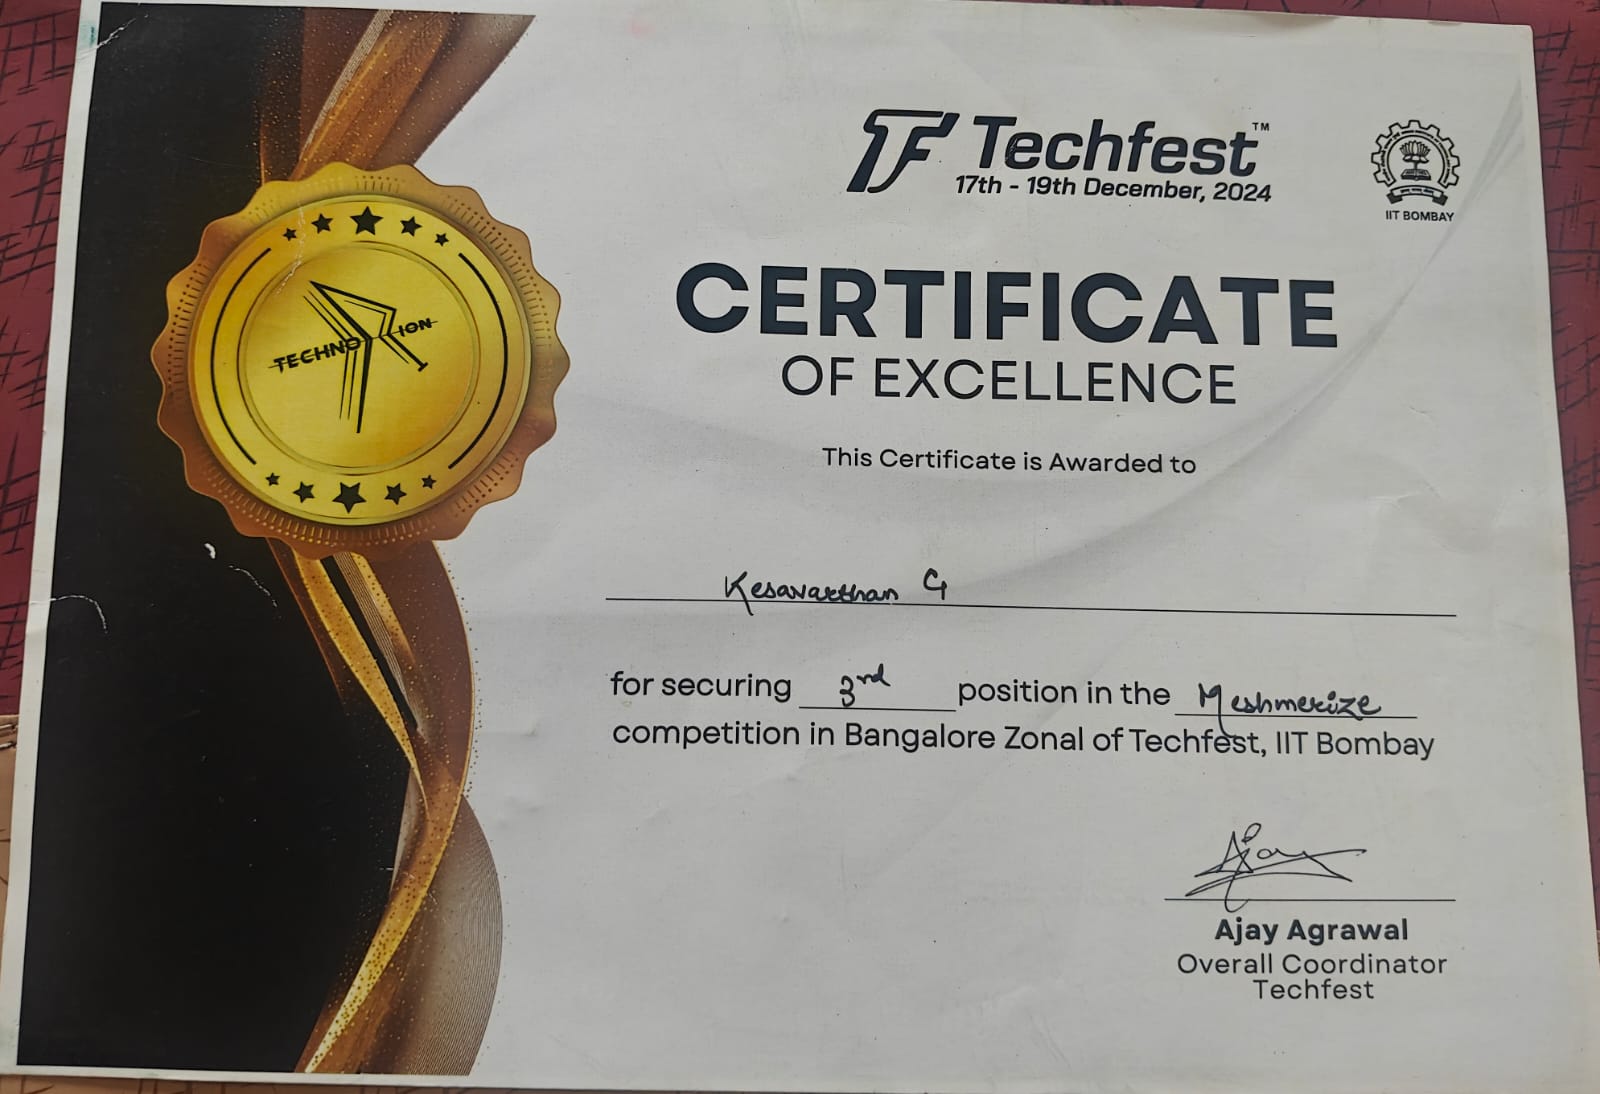 TF Techfest™
17th - 19th December, 2024
IIT BOMBAY
TECHNORION
CERTIFICATE
OF EXCELLENCE
This Certificate is Awarded to
Kesavarthan G
for securing 3rd position in the Meshmerize
competition in Bangalore Zonal of Techfest, IIT Bombay
Ajay
Ajay Agrawal
Overall Coordinator
Techfest